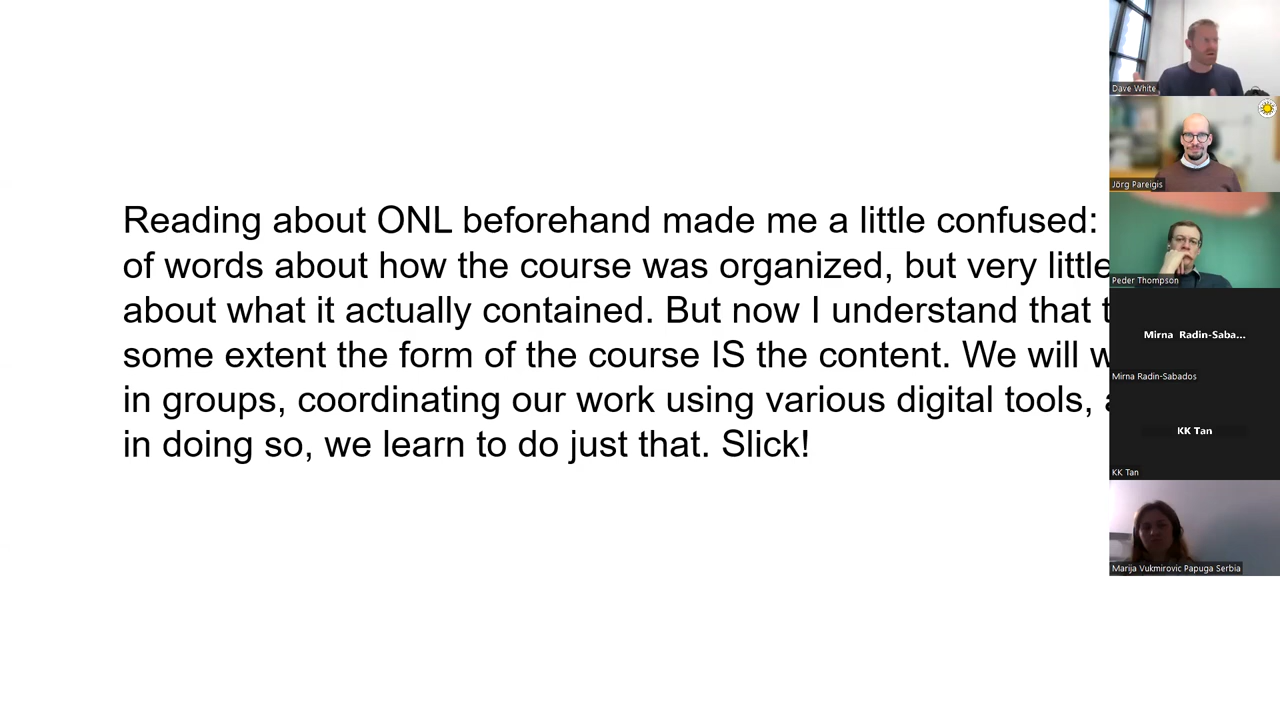 Reading about ONL beforehand made me a little confused:
of words about how the course was organized, but very little
about what it actually contained. But now I understand that
some extent the form of the course IS the content. We will
in groups, coordinating our work using various digital tools,
in doing so, we learn to do just that. Slick!
Dave White
Jörg Pareigis
Peder Thompson
Mirna Radin-Saba...
Mirna Radin-Sabados
KK Tan
KK Tan
Marija Vukmirovic Papuga Serbia